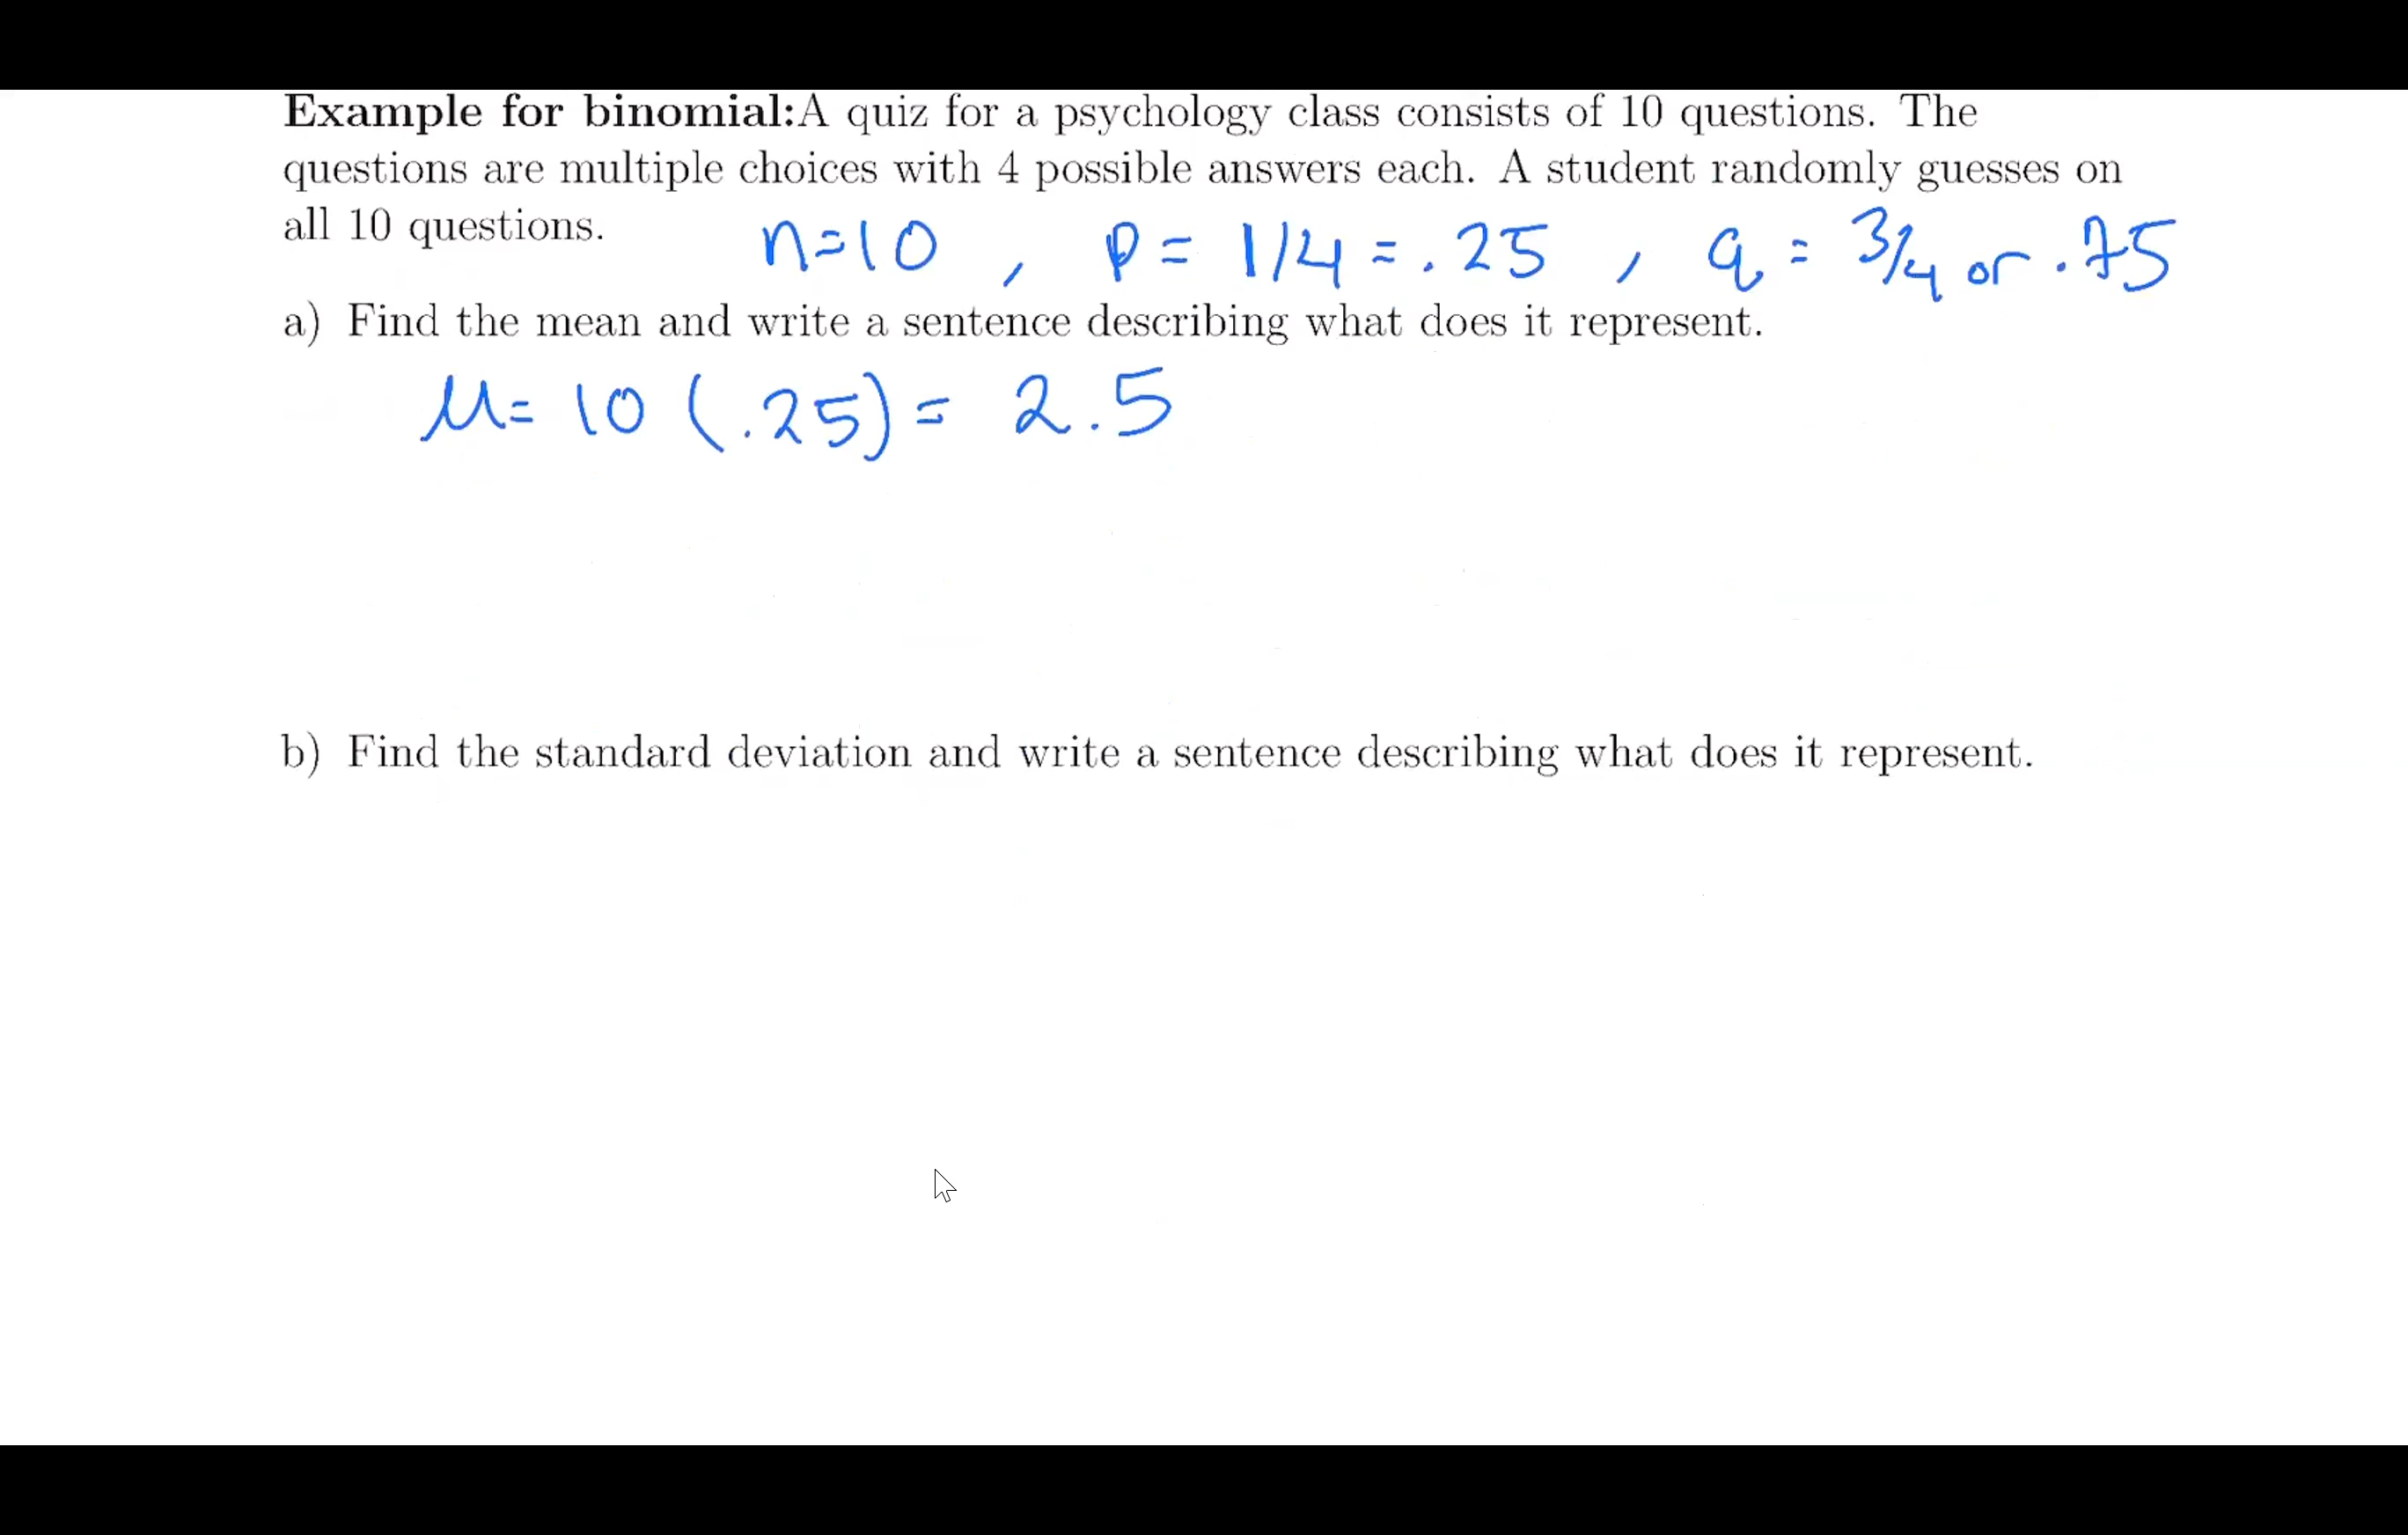 Example for binomial:A quiz for a psychology class consists of 10 questions. The
questions are multiple choices with 4 possible answers each. A student randomly guesses on
all 10 questions.
n=10 , p = 1/4 = .25 , q = 3/4 or .75
a) Find the mean and write a sentence describing what does it represent.
μ= 10 (.25) = 2.5
b) Find the standard deviation and write a sentence describing what does it represent.